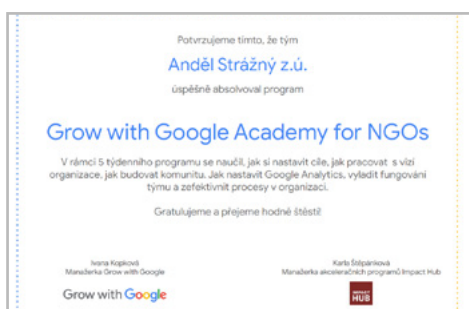 Potvrzujeme tímto, že tým
Anděl Strážný z.ú.
úspěšně absolvoval program
Grow with Google Academy for NGOs
V rámci 5 týdenního programu se naučil, jak si nastavit cíle, jak pracovat s vizí
organizace, jak budovat komunitu. Jak nastavit Google Analytics, vyladit fungování
týmu a zefektivnit procesy v organizaci.
Gratulujeme a přejeme hodně štěstí!
Ivana Kopková
Manažerka Grow with Google
Grow with Google
Karla Štěpánková
Manažerka akceleračních programů Impact Hub
IMPACT
HUB